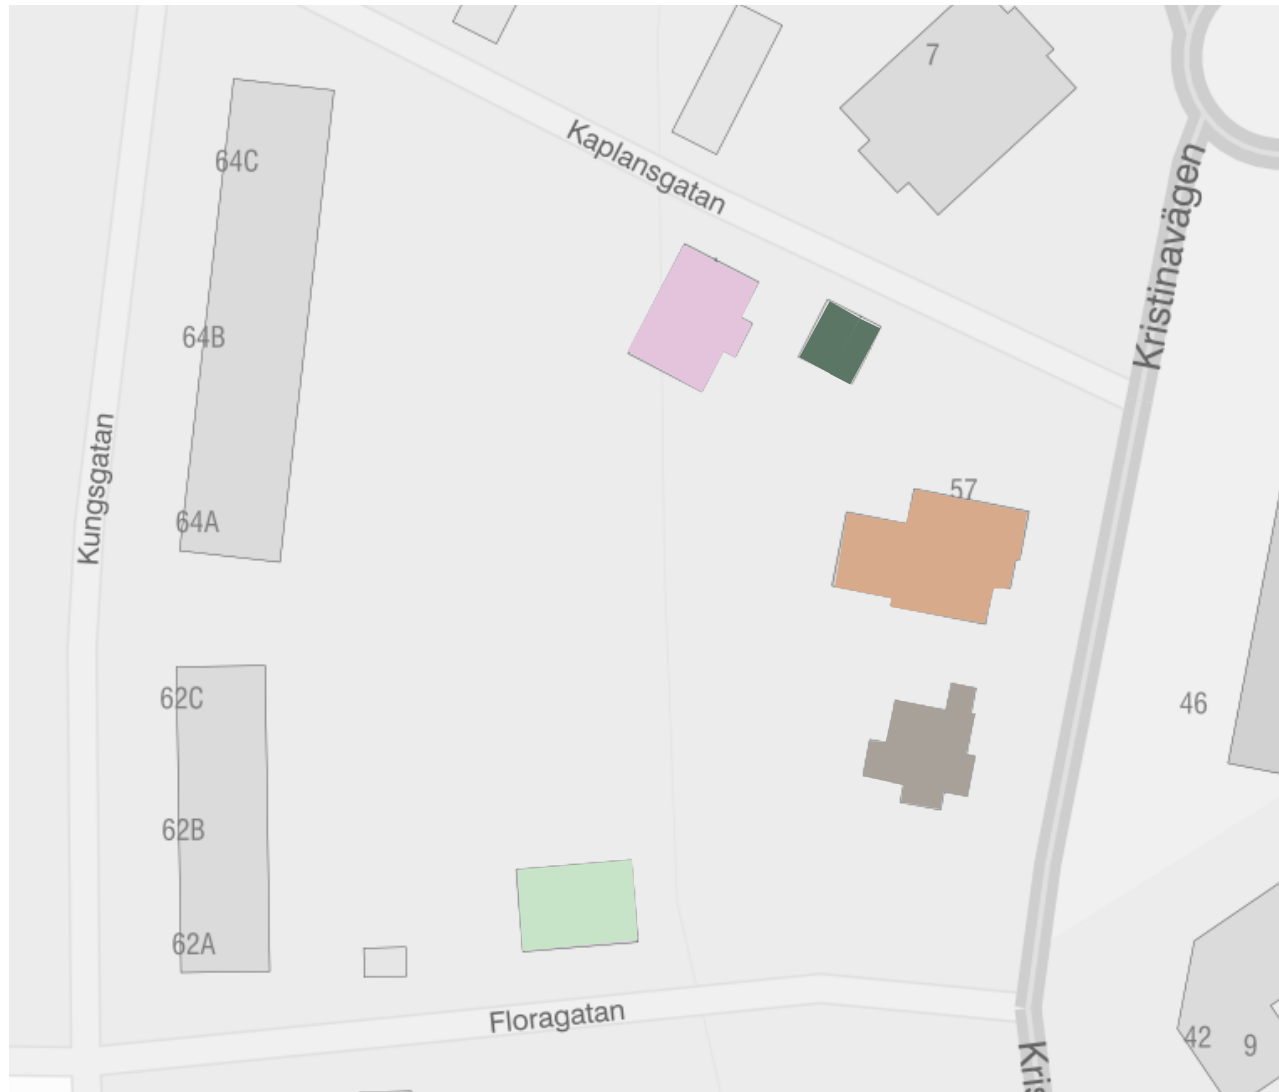 7
64C
Kaplansgatan
Kristinavägen
64B
57
Kungsgatan
64A
62C
46
62B
62A
Floragatan
42
9
Kris